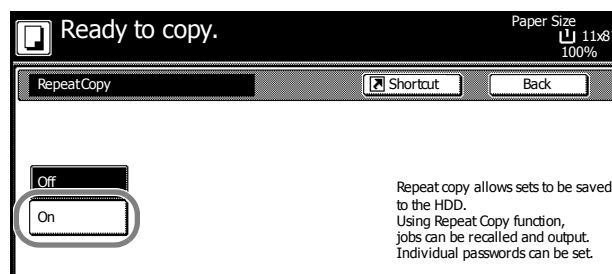 Ready to copy.
Paper Size
11x8
100%
RepeatCopy
Shortcut
Back
Off
On
Repeat copy allows sets to be saved
to the HDD.
Using Repeat Copy function,
jobs can be recalled and output.
Individual passwords can be set.